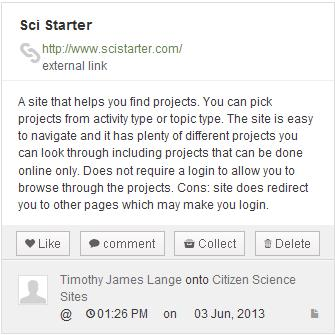 Sci Starter
http://www.scistarter.com/
external link
A site that helps you find projects. You can pick
projects from activity type or topic type. The site is easy
to navigate and it has plenty of different projects you
can look through including projects that can be done
online only. Does not require a login to allow you to
browse through the projects. Cons: site does redirect
you to other pages which may make you login.
Like comment Collect Delete
Timothy James Lange onto Citizen Science
Sites
@ 01:26 PM on 03 Jun, 2013